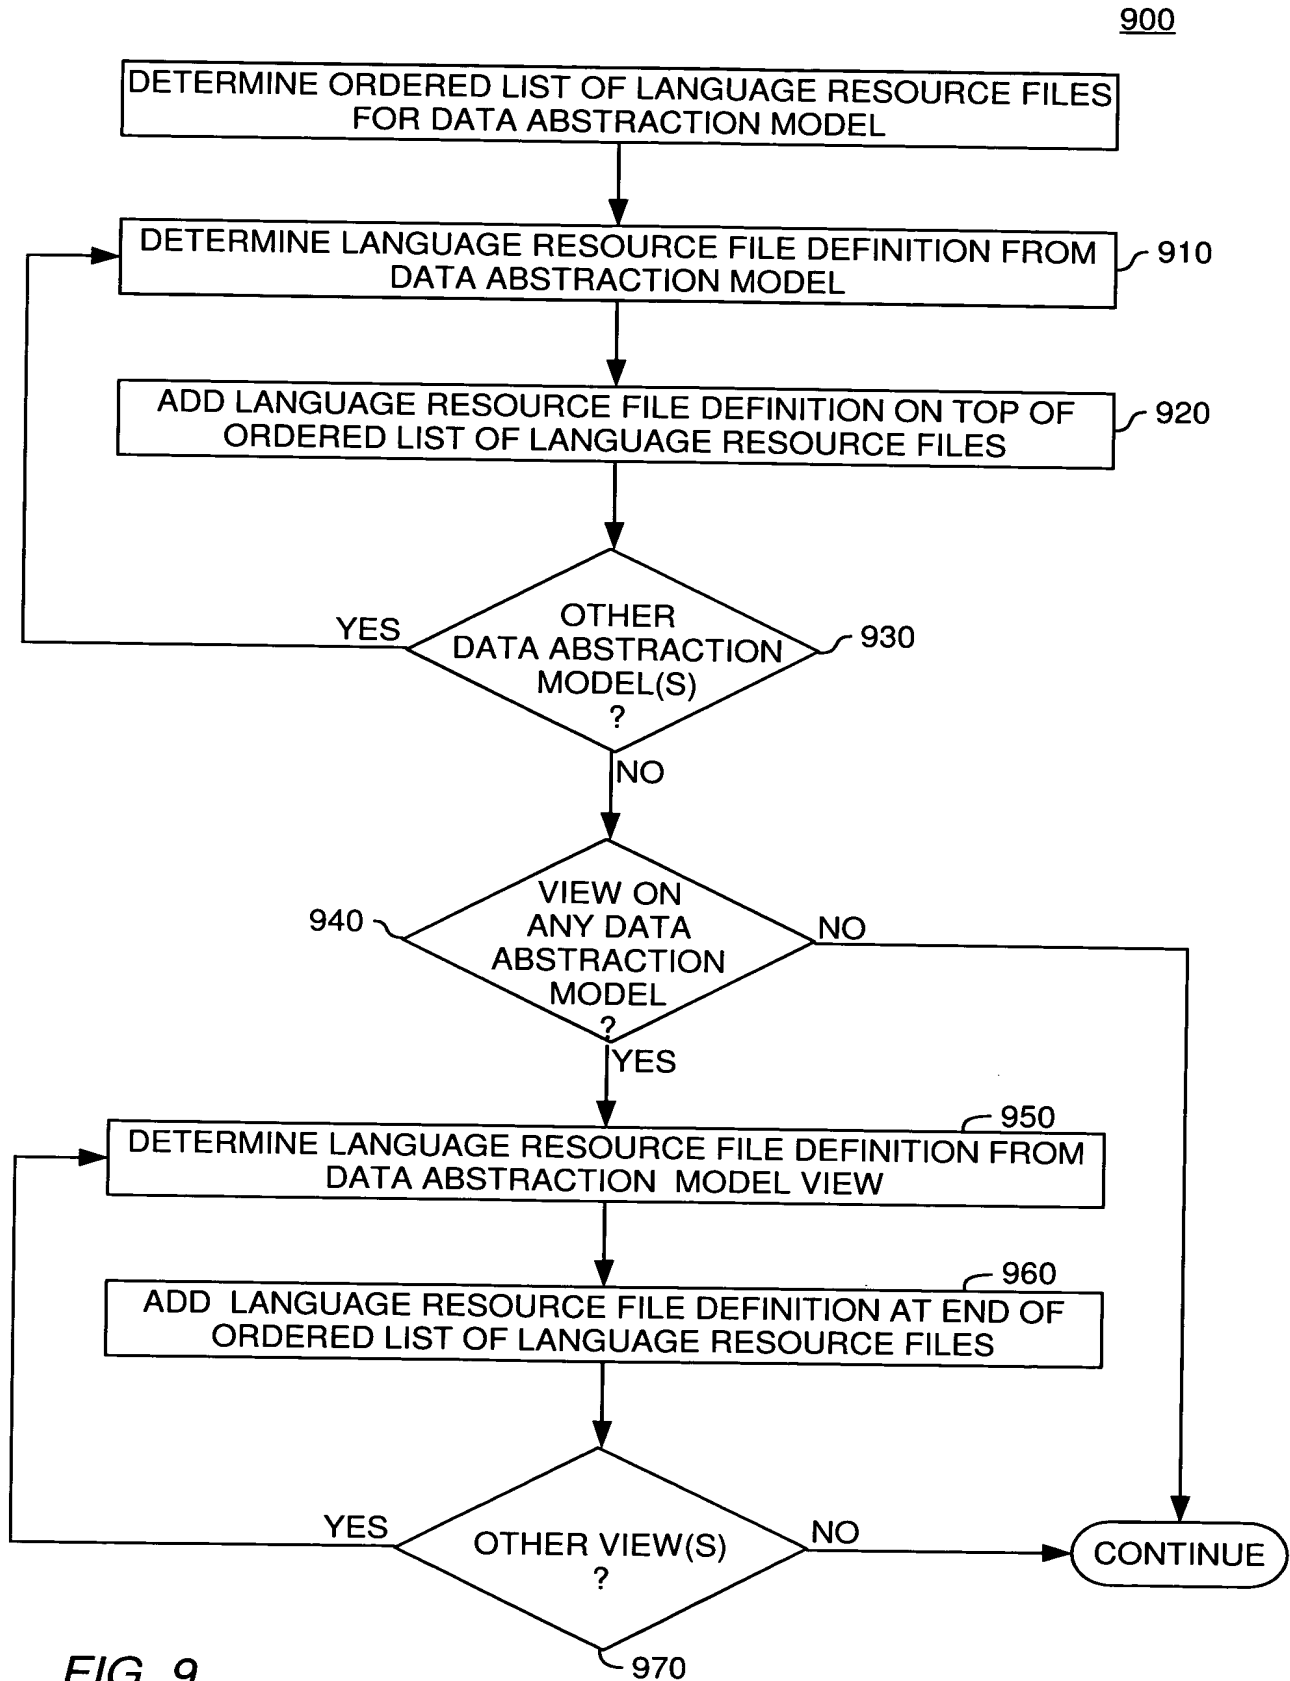 900
DETERMINE ORDERED LIST OF LANGUAGE RESOURCE FILES
FOR DATA ABSTRACTION MODEL
DETERMINE LANGUAGE RESOURCE FILE DEFINITION FROM
DATA ABSTRACTION MODEL
910
ADD LANGUAGE RESOURCE FILE DEFINITION ON TOP OF
ORDERED LIST OF LANGUAGE RESOURCE FILES
920
YES
OTHER
DATA ABSTRACTION
MODEL(S)
?
930
NO
940
VIEW ON
ANY DATA
ABSTRACTION
MODEL
?
NO
YES
950
DETERMINE LANGUAGE RESOURCE FILE DEFINITION FROM
DATA ABSTRACTION MODEL VIEW
960
ADD LANGUAGE RESOURCE FILE DEFINITION AT END OF
ORDERED LIST OF LANGUAGE RESOURCE FILES
YES
OTHER VIEW(S)
?
NO
CONTINUE
970
FIG. 9